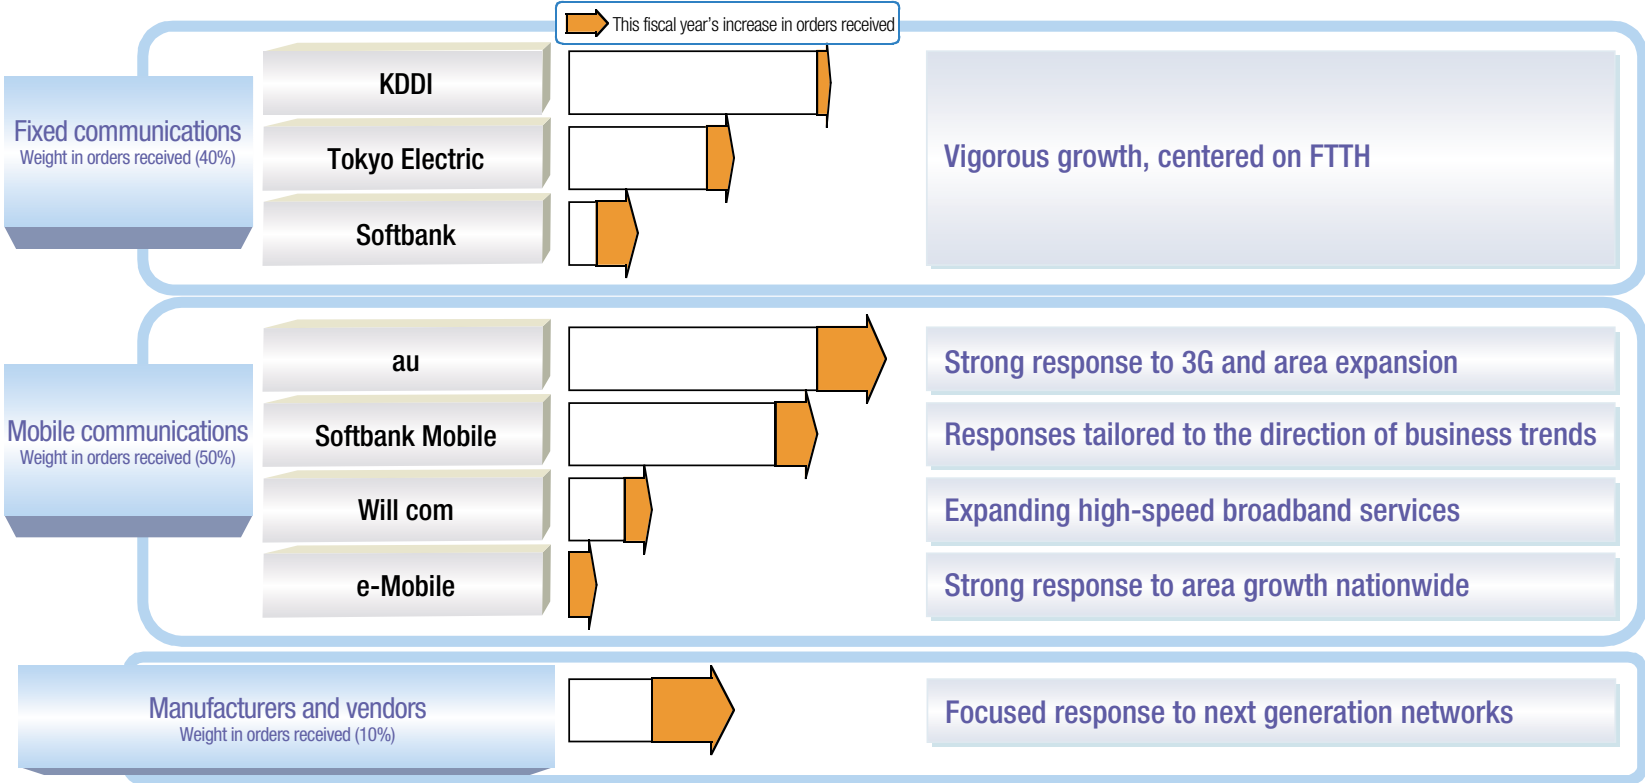 This fiscal year's increase in orders received
Fixed communications
Weight in orders received (40%)
KDDI
Tokyo Electric
Softbank
Vigorous growth, centered on FTTH
Mobile communications
Weight in orders received (50%)
au
Strong response to 3G and area expansion
Softbank Mobile
Responses tailored to the direction of business trends
Will com
Expanding high-speed broadband services
e-Mobile
Strong response to area growth nationwide
Manufacturers and vendors
Weight in orders received (10%)
Focused response to next generation networks